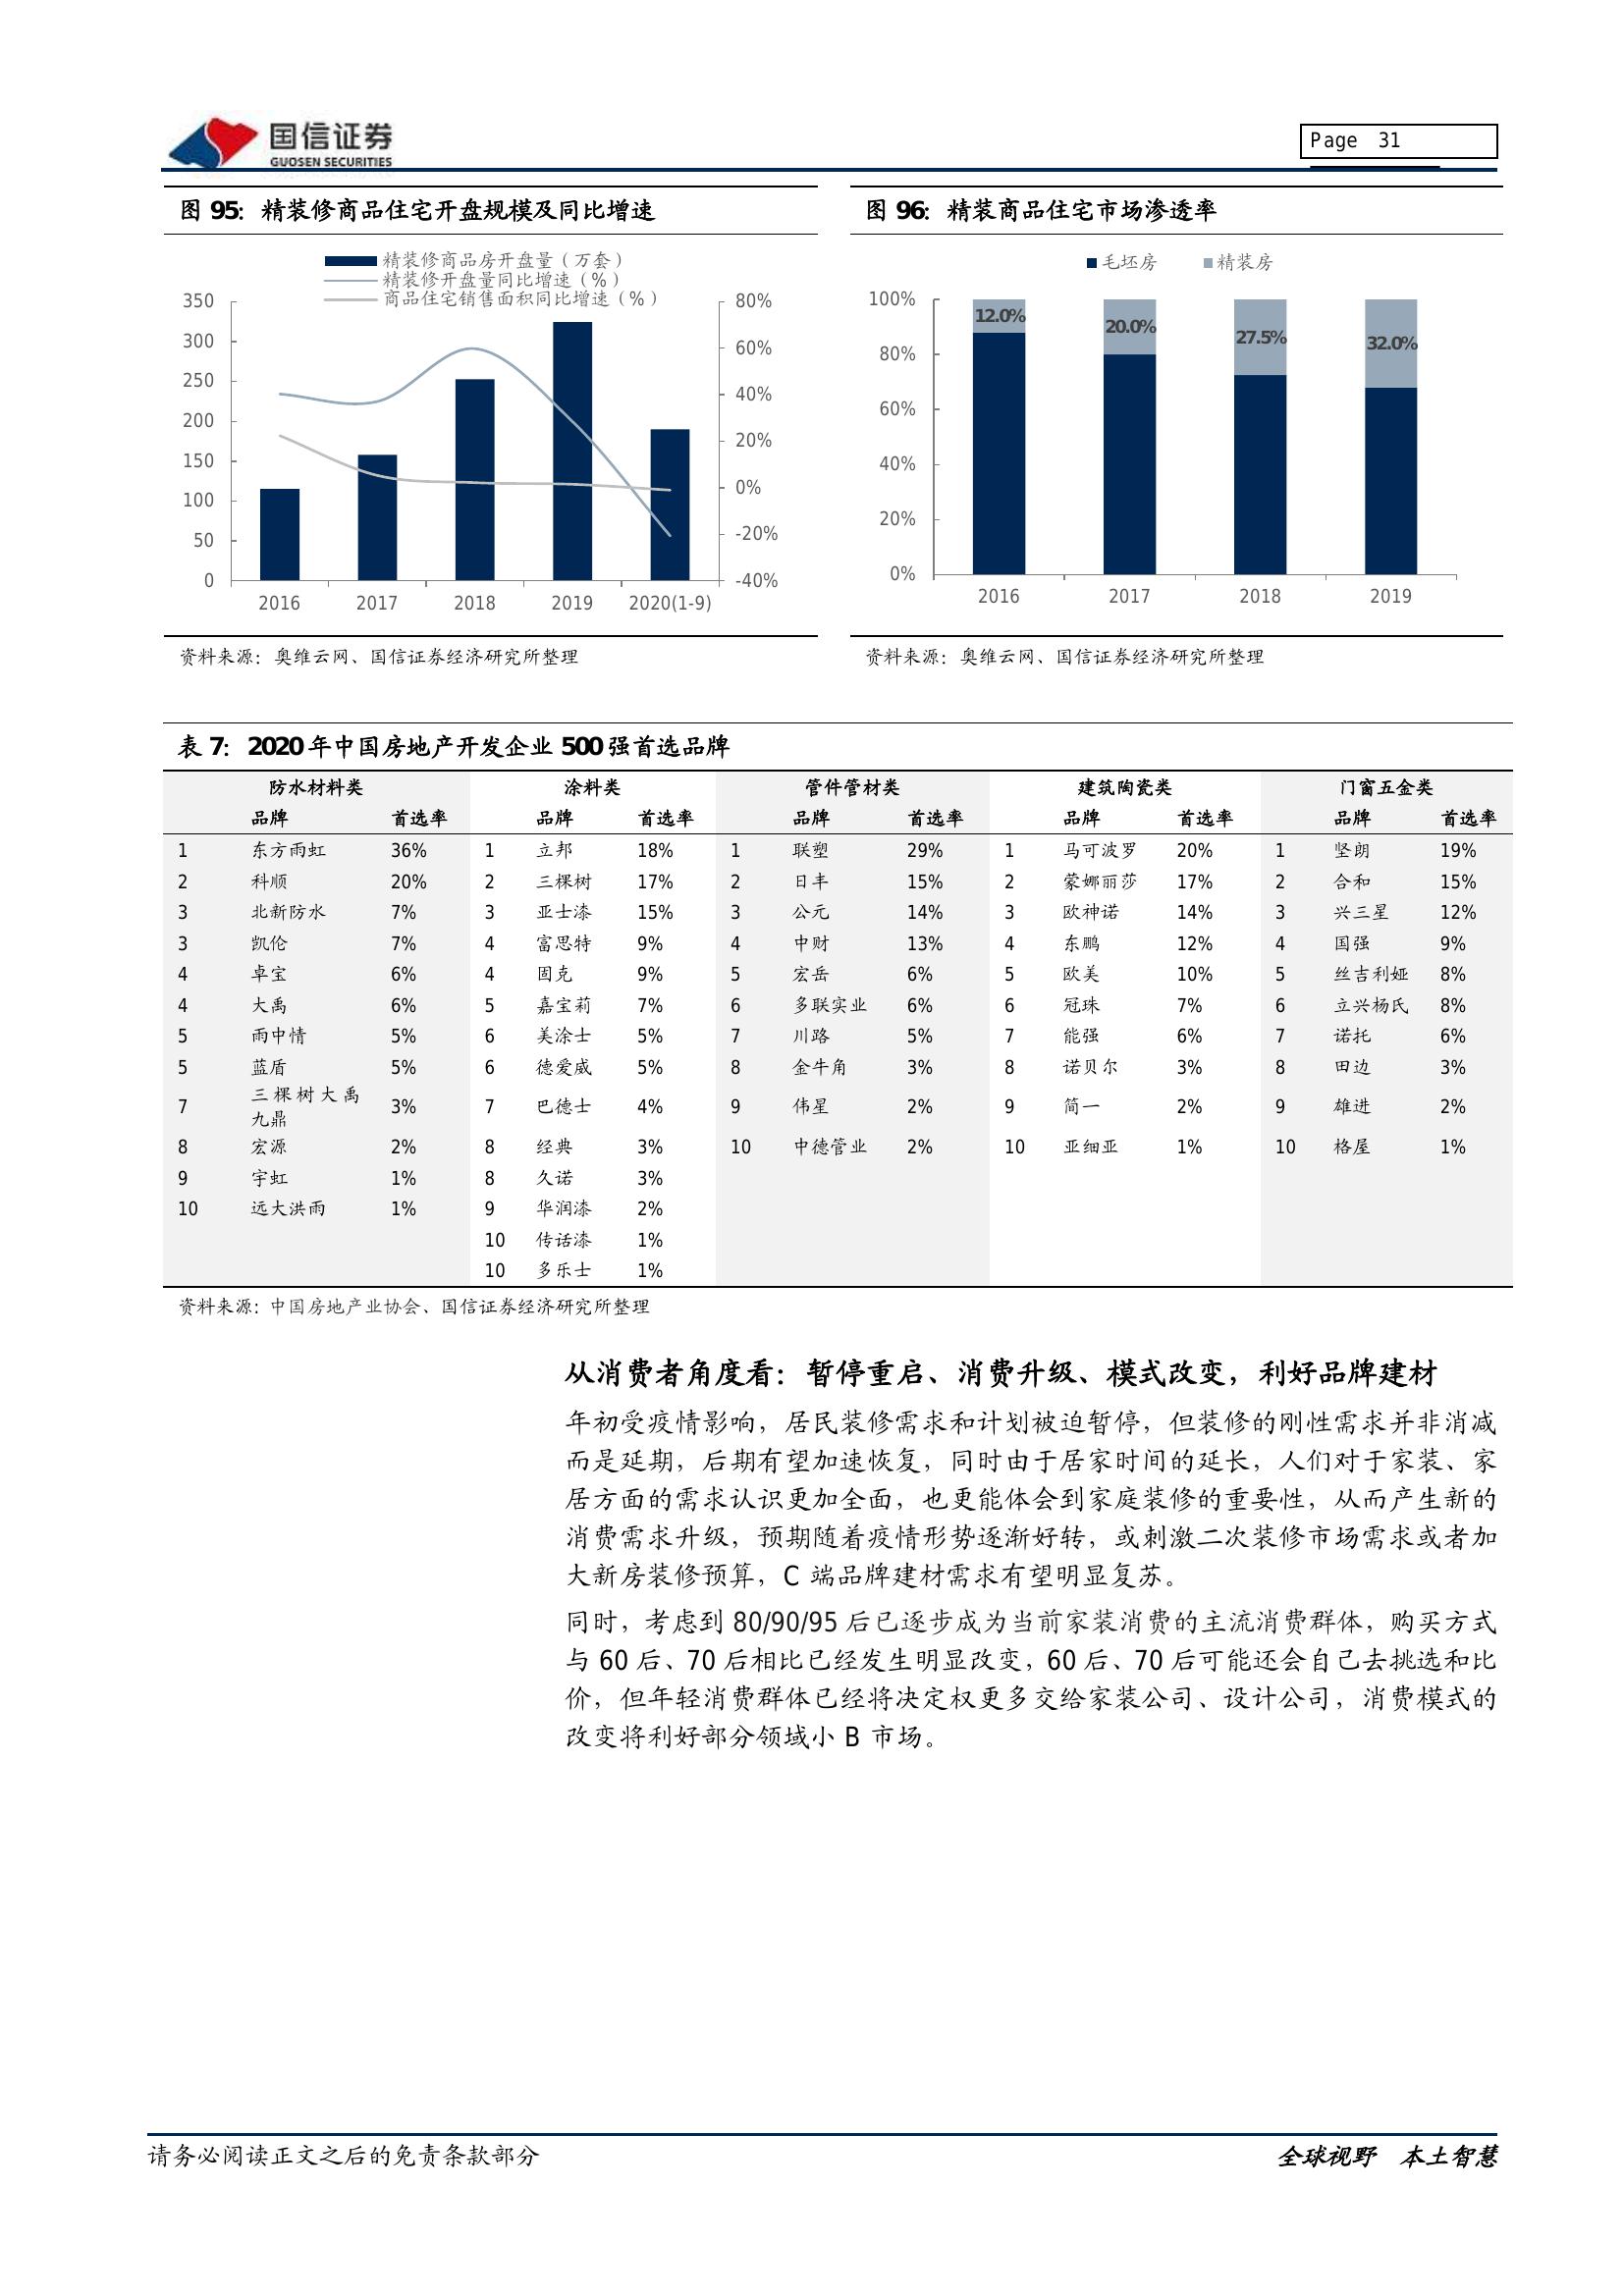 国信证券
GUOSEN SECURITIES
Page 31
图 95：精装修商品住宅开盘规模及同比增速
精装修商品房开盘量（万套）
精装修开盘量同比增速（%）
商品住宅销售面积同比增速（%）
350
300
250
200
150
100
50
0
80%
60%
40%
20%
0%
-20%
-40%
2016 2017 2018 2019 2020(1-9)
资料来源：奥维云网、国信证券经济研究所整理
图 96：精装商品住宅市场渗透率
毛坯房 精装房
100%
80%
60%
40%
20%
0%
12.0% 20.0% 27.5% 32.0%
2016 2017 2018 2019
资料来源：奥维云网、国信证券经济研究所整理
表 7：2020 年中国房地产开发企业 500 强首选品牌
防水材料类 涂料类 管件管材类 建筑陶瓷类 门窗五金类
品牌 首选率 品牌 首选率 品牌 首选率 品牌 首选率 品牌 首选率
1 东方雨虹 36% 1 立邦 18% 1 联塑 29% 1 马可波罗 20% 1 坚朗 19%
2 科顺 20% 2 三棵树 17% 2 日丰 15% 2 蒙娜丽莎 17% 2 合和 15%
3 北新防水 7% 3 亚士漆 15% 3 公元 14% 3 欧神诺 14% 3 兴三星 12%
3 凯伦 7% 4 富思特 9% 4 中财 13% 4 东鹏 12% 4 国强 9%
4 卓宝 6% 4 固克 9% 5 宏岳 6% 5 欧美 10% 5 丝吉利娅 8%
4 大禹 6% 5 嘉宝莉 7% 6 多联实业 6% 6 冠珠 7% 6 立兴杨氏 8%
5 雨中情 5% 6 美涂士 5% 7 川路 5% 7 能强 6% 7 诺托 6%
5 蓝盾 5% 6 德爱威 5% 8 金牛角 3% 8 诺贝尔 3% 8 田边 3%
7 三棵树大禹九鼎 3% 7 巴德士 4% 9 伟星 2% 9 简一 2% 9 雄进 2%
8 宏源 2% 8 经典 3% 10 中德管业 2% 10 亚细亚 1% 10 格屋 1%
9 宇虹 1% 8 久诺 3%
10 远大洪雨 1% 9 华润漆 2%
10 传话漆 1%
10 多乐士 1%
资料来源：中国房地产业协会、国信证券经济研究所整理
从消费者角度看：暂停重启、消费升级、模式改变，利好品牌建材
年初受疫情影响，居民装修需求和计划被迫暂停，但装修的刚性需求并非消减
而是延期，后期有望加速恢复，同时由于居家时间的延长，人们对于家装、家
居方面的需求认识更加全面，也更能体会到家庭装修的重要性，从而产生新的
消费需求升级，预期随着疫情形势逐渐好转，或刺激二次装修市场需求或者加
大新房装修预算，C 端品牌建材需求有望明显复苏。
同时，考虑到 80/90/95 后已逐步成为当前家装消费的主流消费群体，购买方式
与 60 后、70 后相比已经发生明显改变，60 后、70 后可能还会自己去挑选和比
价，但年轻消费群体已经将决定权更多交给家装公司、设计公司，消费模式的
改变将利好部分领域小 B 市场。
请务必阅读正文之后的免责条款部分
全球视野 本土智慧